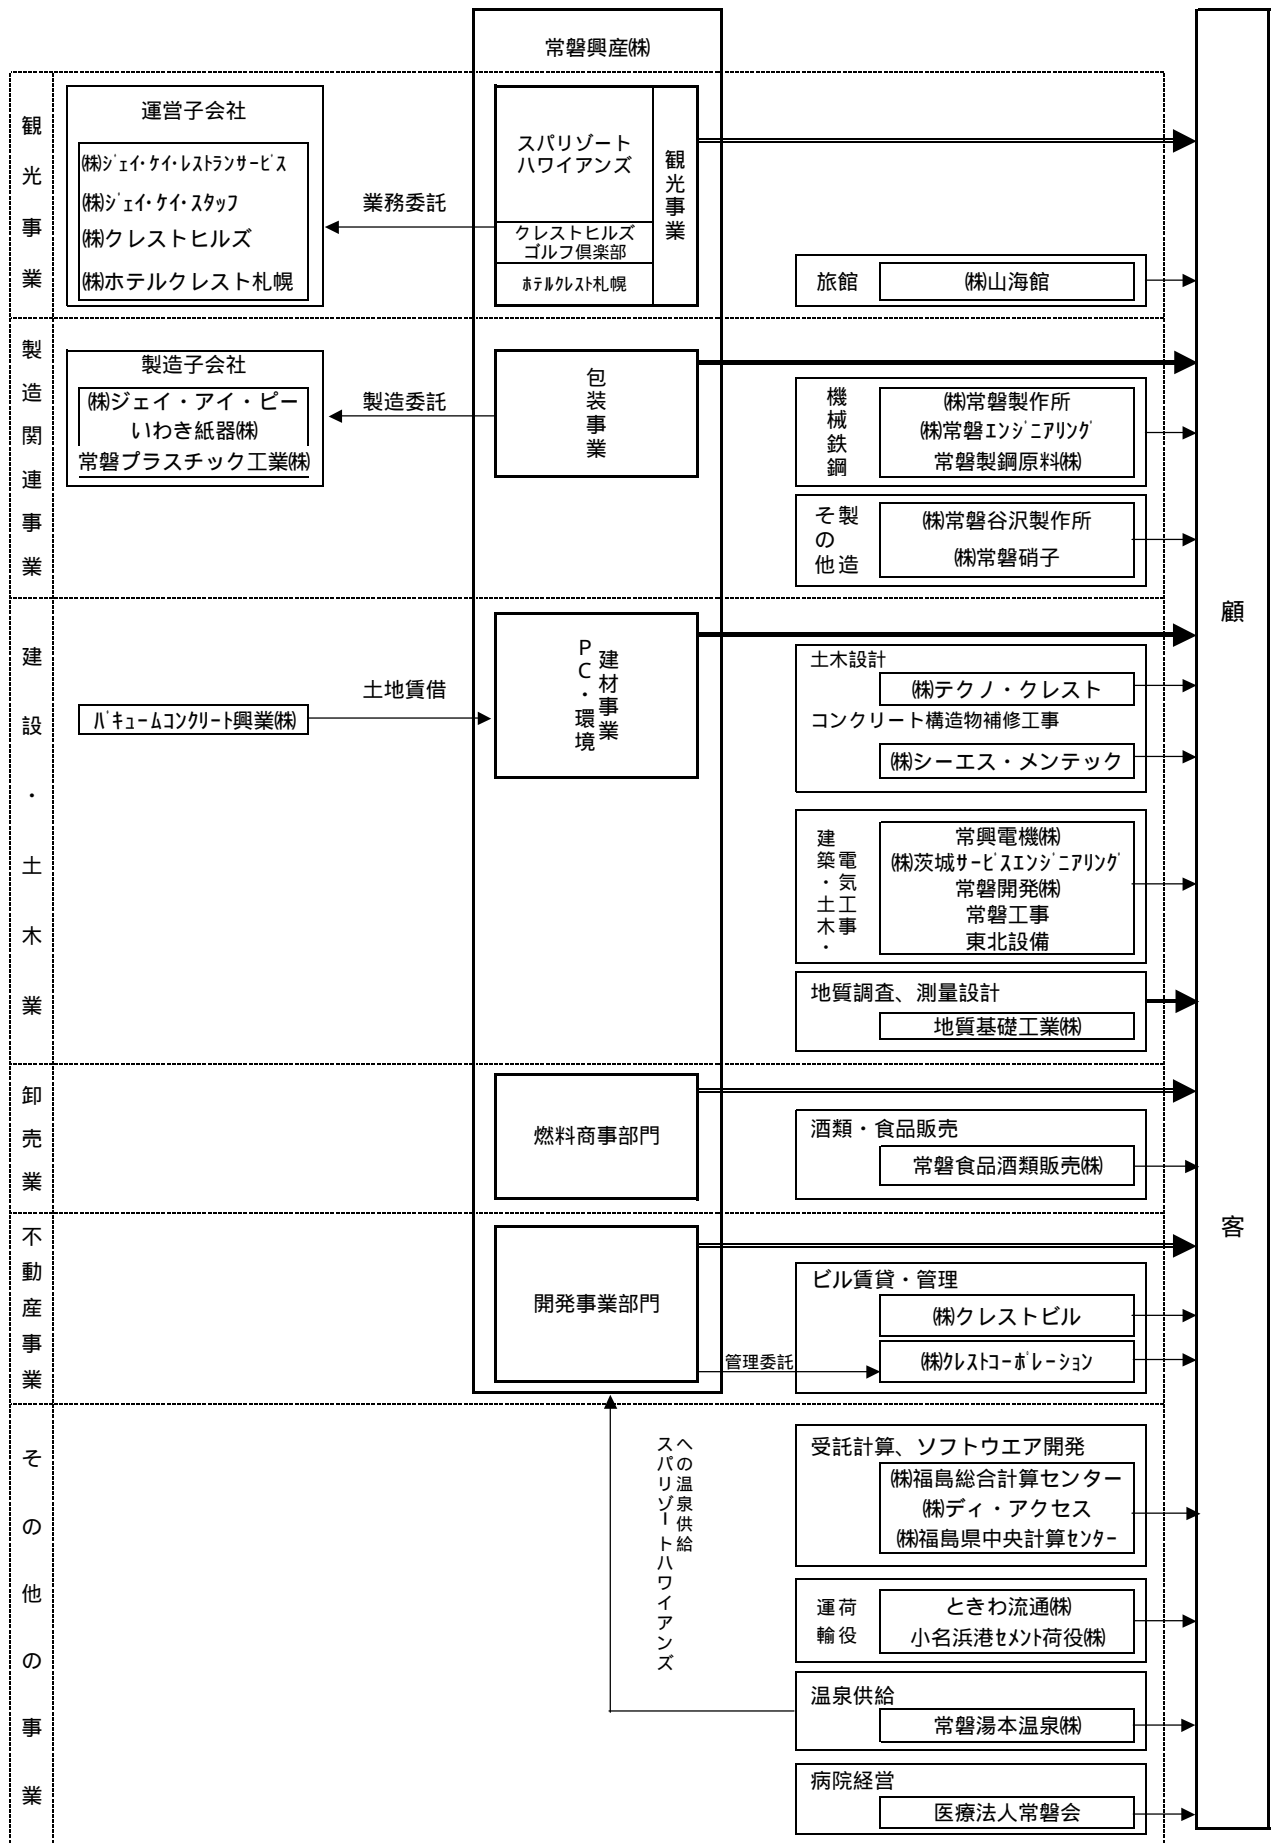 常磐興産㈱
観光事業
運営子会社
㈱ｼﾞｪｲ･ｹｲ･ﾚｽﾄﾗﾝｻｰﾋﾞｽ
㈱ｼﾞｪｲ･ｹｲ･ｽﾀｯﾌ
㈱クレストヒルズ
㈱ホテルクレスト札幌
業務委託
スパリゾート
ハワイアンズ
クレストヒルズ
ゴルフ倶楽部
ﾎﾃﾙｸﾚｽﾄ札幌
観光事業
旅館
㈱山海館
製造関連事業
製造子会社
㈱ジェイ・アイ・ピー
いわき紙器㈱
常磐プラスチック工業㈱
製造委託
包装事業
機械鉄鋼
㈱常磐製作所
㈱常磐ｴﾝｼﾞﾆｱﾘﾝｸﾞ
常磐製鋼原料㈱
製造
その他
㈱常磐谷沢製作所
㈱常磐硝子
顧客
建設・土木業
ﾊﾞｷｭｰﾑｺﾝｸﾘｰﾄ興業㈱
土地賃借
建材事業
ＰＣ・環境
土木設計
㈱テクノ・クレスト
コンクリート構造物補修工事
㈱シーエス・メンテック
電気工事
建築・土木・
常興電機㈱
㈱茨城ｻｰﾋﾞｽｴﾝｼﾞﾆｱﾘﾝｸﾞ
常磐開発㈱
常磐工事
東北設備
地質調査、測量設計
地質基礎工業㈱
卸売業
燃料商事部門
酒類・食品販売
常磐食品酒類販売㈱
不動産事業
開発事業部門
管理委託
ビル賃貸・管理
㈱クレストビル
㈱ｸﾚｽﾄｺｰﾎﾟﾚｰｼｮﾝ
その他の事業
への温泉供給
スパリゾートハワイアンズ
受託計算、ソフトウエア開発
㈱福島総合計算センター
㈱ディ・アクセス
㈱福島県中央計算ｾﾝﾀｰ
荷役
運輸
ときわ流通㈱
小名浜港ｾﾒﾝﾄ荷役㈱
温泉供給
常磐湯本温泉㈱
病院経営
医療法人常磐会